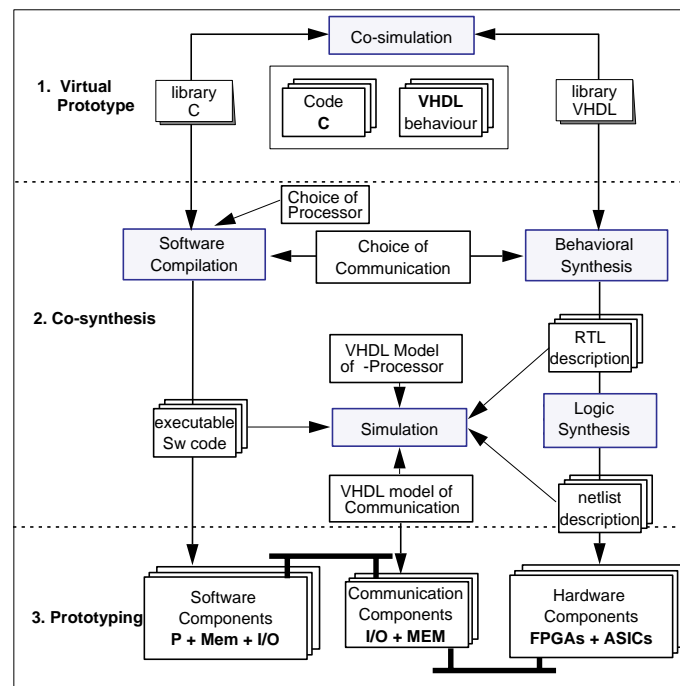 Co-simulation
1. Virtual
Prototype
library
C
Code
C
VHDL
behaviour
library
VHDL
Choice of
Processor
Software
Compilation
Choice of
Communication
Behavioral
Synthesis
2. Co-synthesis
VHDL Model
of -Processor
RTL
description
executable
Sw code
Simulation
Logic
Synthesis
VHDL model of
Communication
netlist
description
3. Prototyping
Software
Components
P + Mem + I/O
Communication
Components
I/O + MEM
Hardware
Components
FPGAs + ASICs